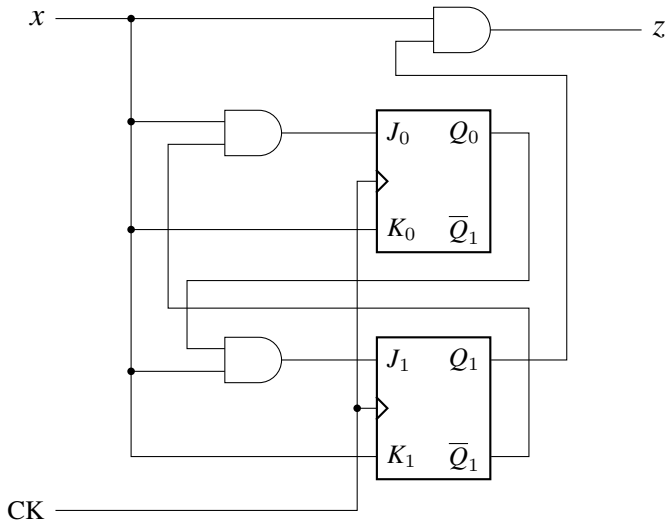 x
z
J₀ Q₀
K₀ Q̅₁
J₁ Q₁
K₁ Q̅₁
CK